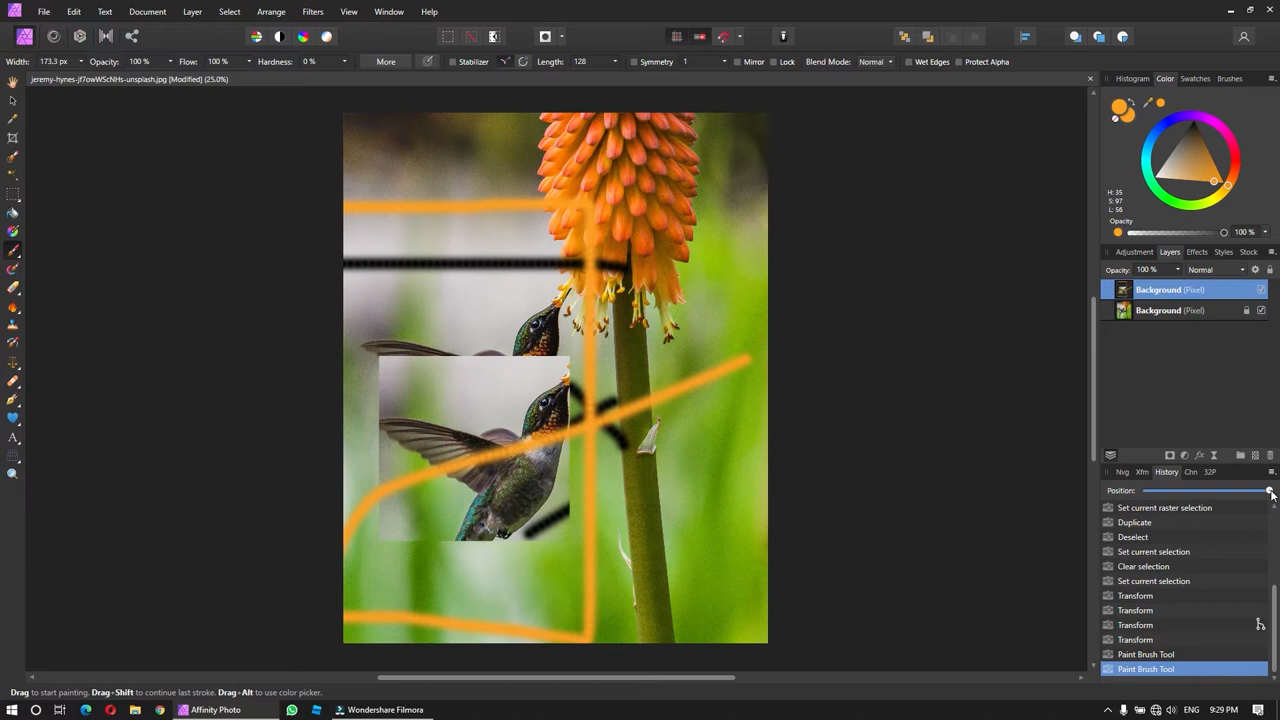 File Edit Text Document Layer Select Arrange Filters View Window Help
Width: 173.3 px Opacity: 100 % Flow: 100 % Hardness: 0 % More Stabilizer Length: 128 Symmetry 1 Mirror Lock Blend Mode: Normal Wet Edges Protect Alpha
jeremy-hynes-jf7owWScNHs-unsplash.jpg [Modified] (25.0%)
Histogram Color Swatches Brushes
H: 35
S: 97
L: 56
Opacity
100 %
Adjustment Layers Effects Styles Stock
Opacity: 100 % Normal
Background (Pixel)
Background (Pixel)
Nvg Xfm History Chn 32P
Position:
Set current raster selection
Duplicate
Deselect
Set current selection
Clear selection
Set current selection
Transform
Transform
Transform
Transform
Paint Brush Tool
Paint Brush Tool
Drag to start painting. Drag+Shift to continue last stroke. Drag+Alt to use color picker.
Affinity Photo Wondershare Filmora ENG 9:29 PM